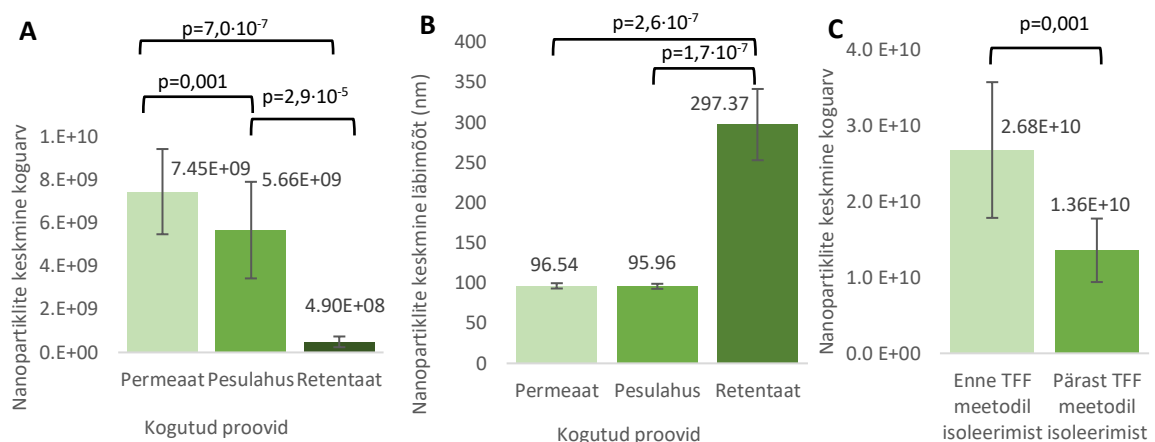 A
p=7,0·10⁻⁷
p=0,001
p=2,9·10⁻⁵
Nanopartiklite keskmine koguarv
1.E+10
8.E+09
6.E+09
4.E+09
2.E+09
0.E+00
7.45E+09
5.66E+09
4.90E+08
Permeaat Pesulahus Retentaat
Kogutud proovid
B
p=2,6·10⁻⁷
p=1,7·10⁻⁷
Nanopartiklite keskmine läbimõõt (nm)
400
350
300
250
200
150
100
50
0
96.54
95.96
297.37
Permeaat Pesulahus Retentaat
Kogutud proovid
C
p=0,001
Nanopartiklite keskmine koguarv
4.0 E+10
3.0 E+10
2.0 E+10
1.0 E+10
0.0 E+00
2.68E+10
1.36E+10
Enne TFF
meetodil
isoleerimist
Pärast TFF
meetodil
isoleerimist